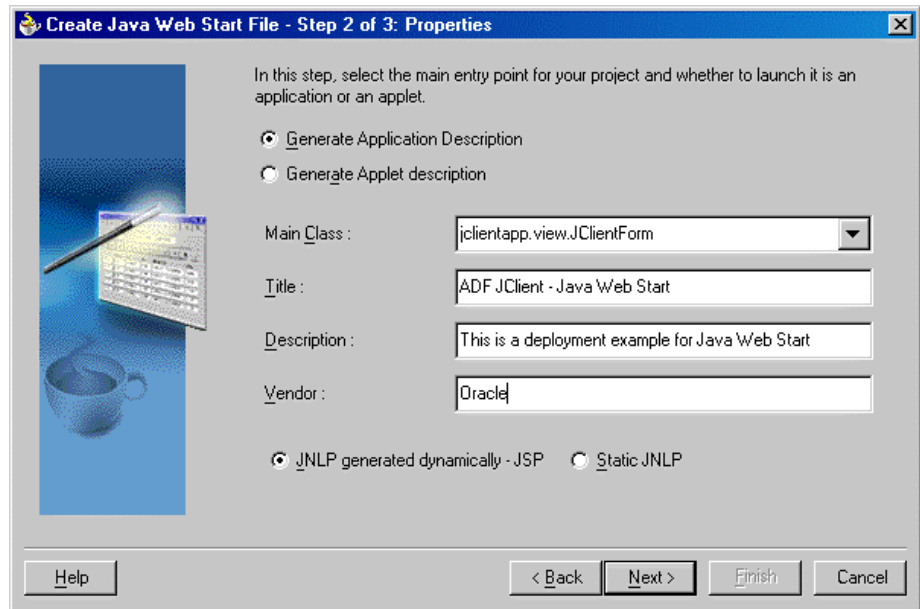 Create Java Web Start File - Step 2 of 3: Properties
In this step, select the main entry point for your project and whether to launch it is an
application or an applet.
Generate Application Description
Generate Applet description
Main Class : jclientapp.view.JClientForm
Title : ADF JClient - Java Web Start
Description : This is a deployment example for Java Web Start
Vendor : Oracle
JNLP generated dynamically - JSP Static JNLP
Help < Back Next > Finish Cancel